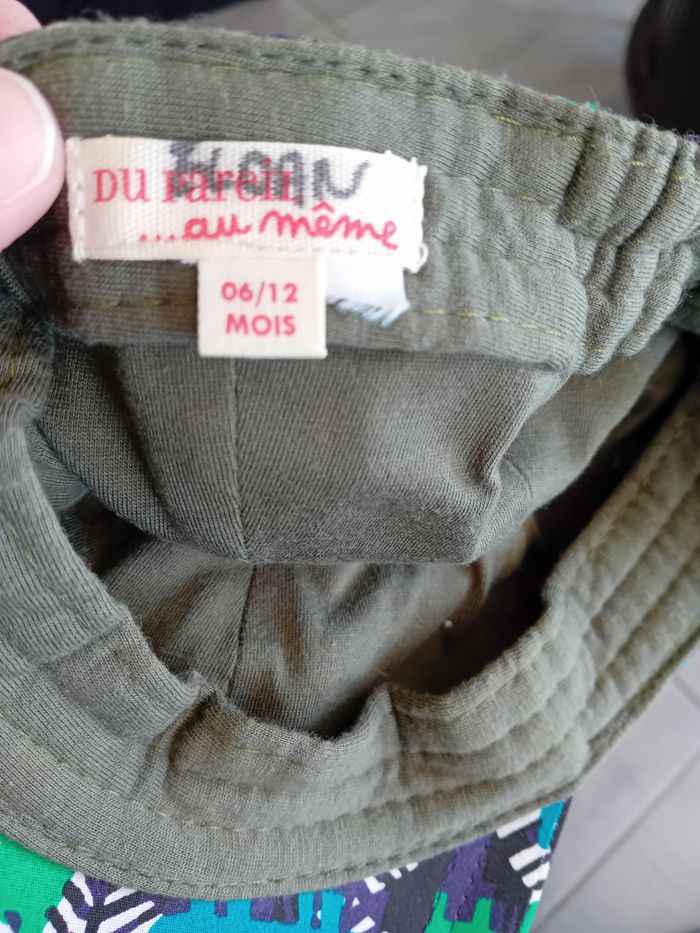 DU PAREIL
...au même
06/12
MOIS